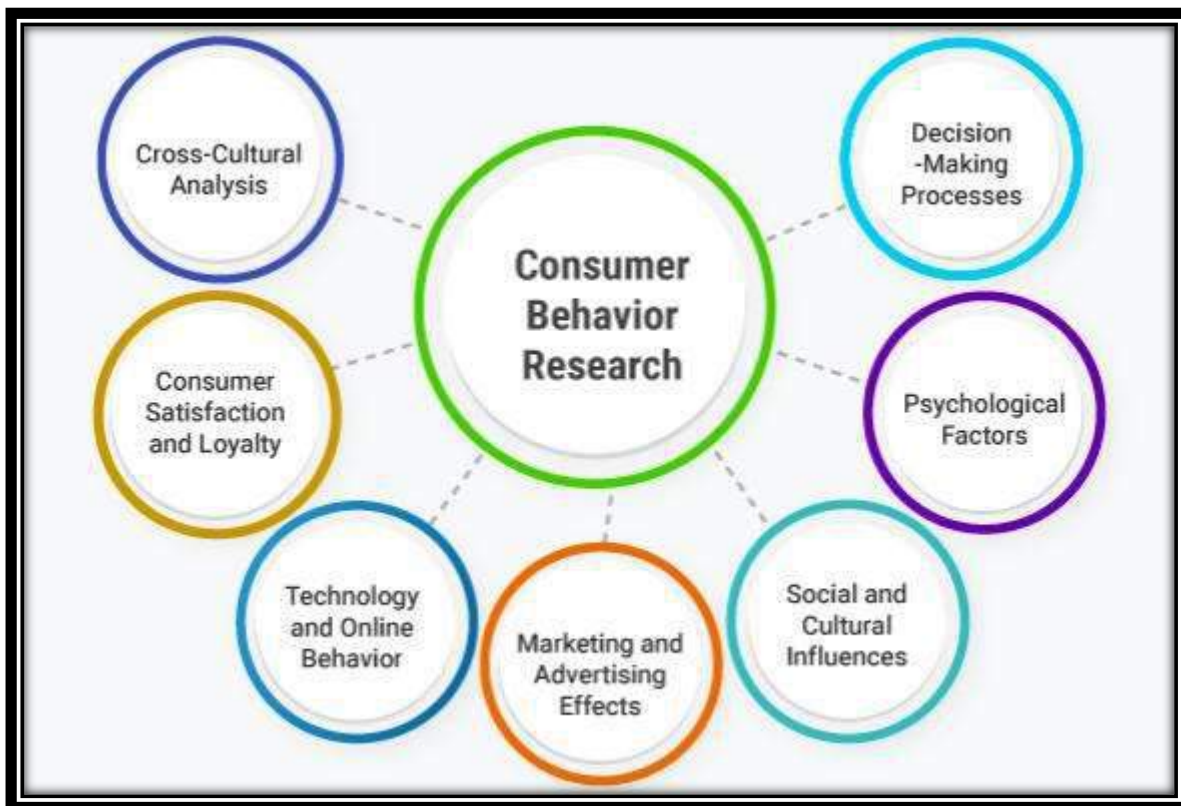 Consumer
Behavior
Research
Cross-Cultural
Analysis
Consumer
Satisfaction
and Loyalty
Technology
and Online
Behavior
Marketing and
Advertising
Effects
Social and
Cultural
Influences
Psychological
Factors
Decision
-Making
Processes